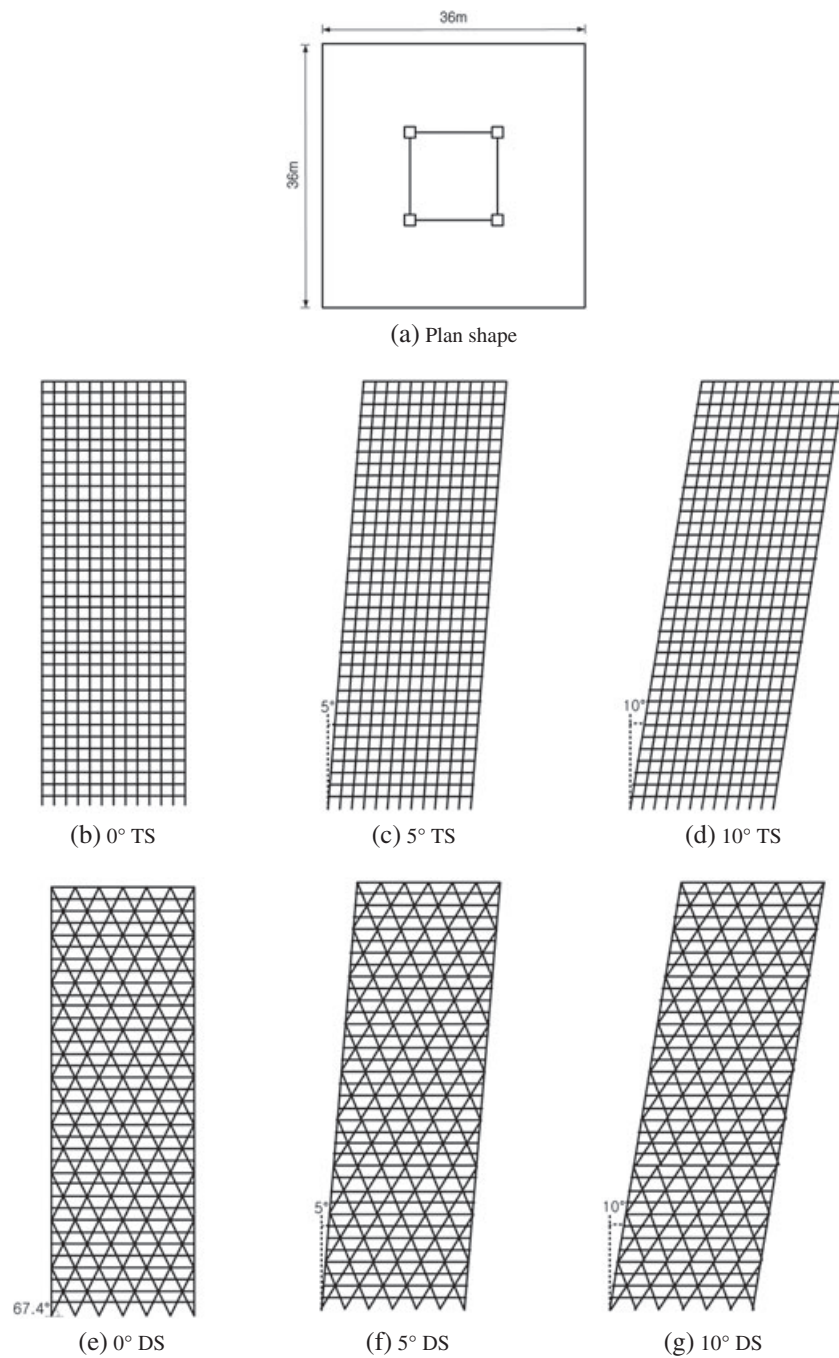 36m
36m
(a) Plan shape
5°
10°
(b) 0° TS
(c) 5° TS
(d) 10° TS
5°
10°
67.4°
(e) 0° DS
(f) 5° DS
(g) 10° DS